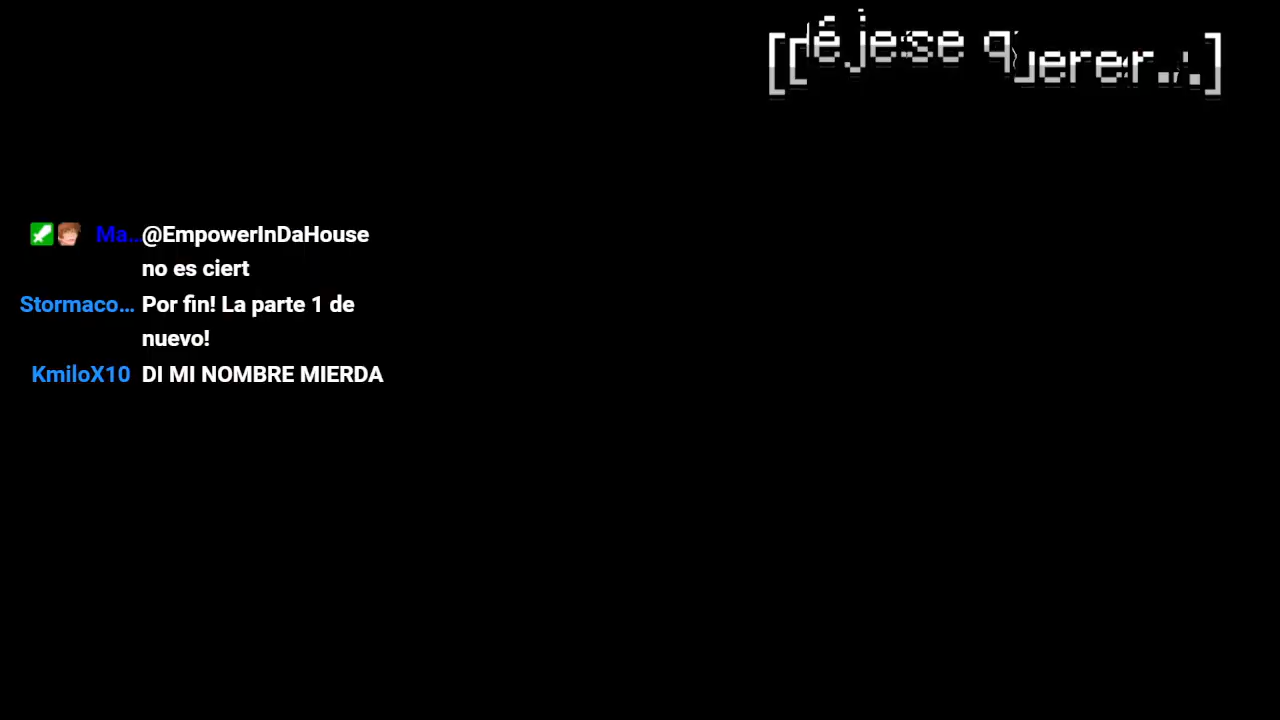 [déjese querer...]
Ma… @EmpowerInDaHouse
no es ciert
Stormaco… Por fin! La parte 1 de
nuevo!
KmiloX10 DI MI NOMBRE MIERDA